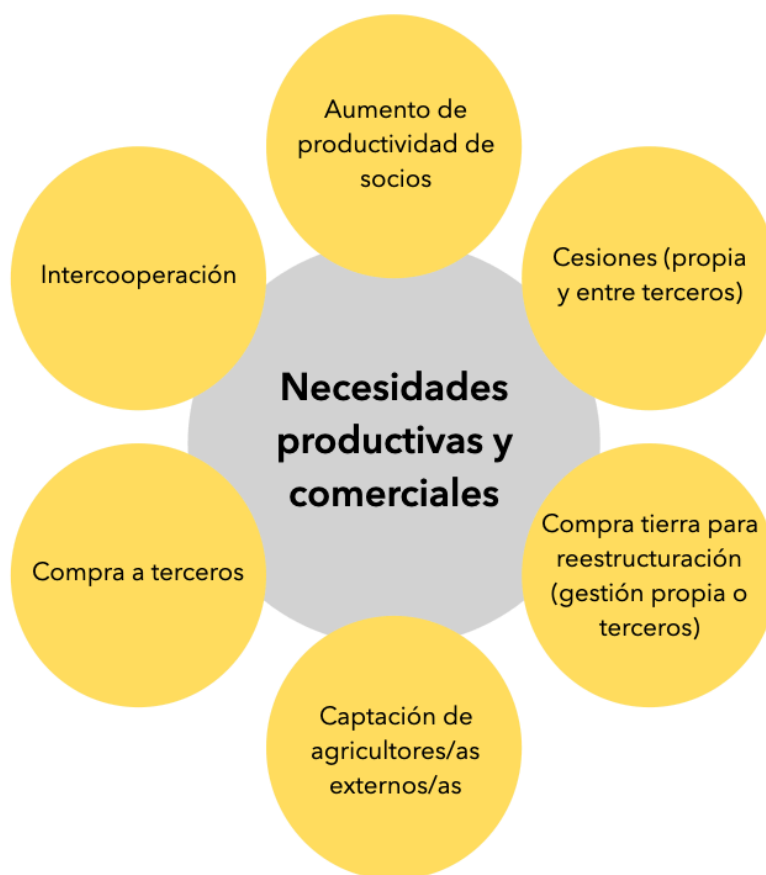 Aumento de
productividad de
socios
Cesiones (propia
y entre terceros)
Compra tierra para
reestructuración
(gestión propia o
terceros)
Captación de
agricultores/as
externos/as
Compra a terceros
Intercooperación
Necesidades
productivas y
comerciales